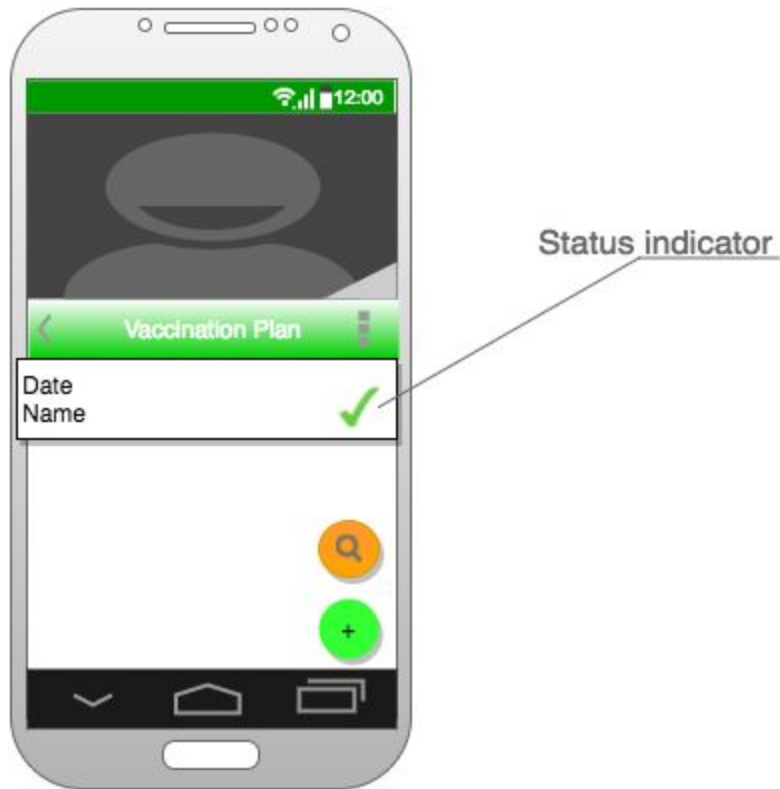 12:00
Status indicator
Vaccination Plan
Date
Name
+